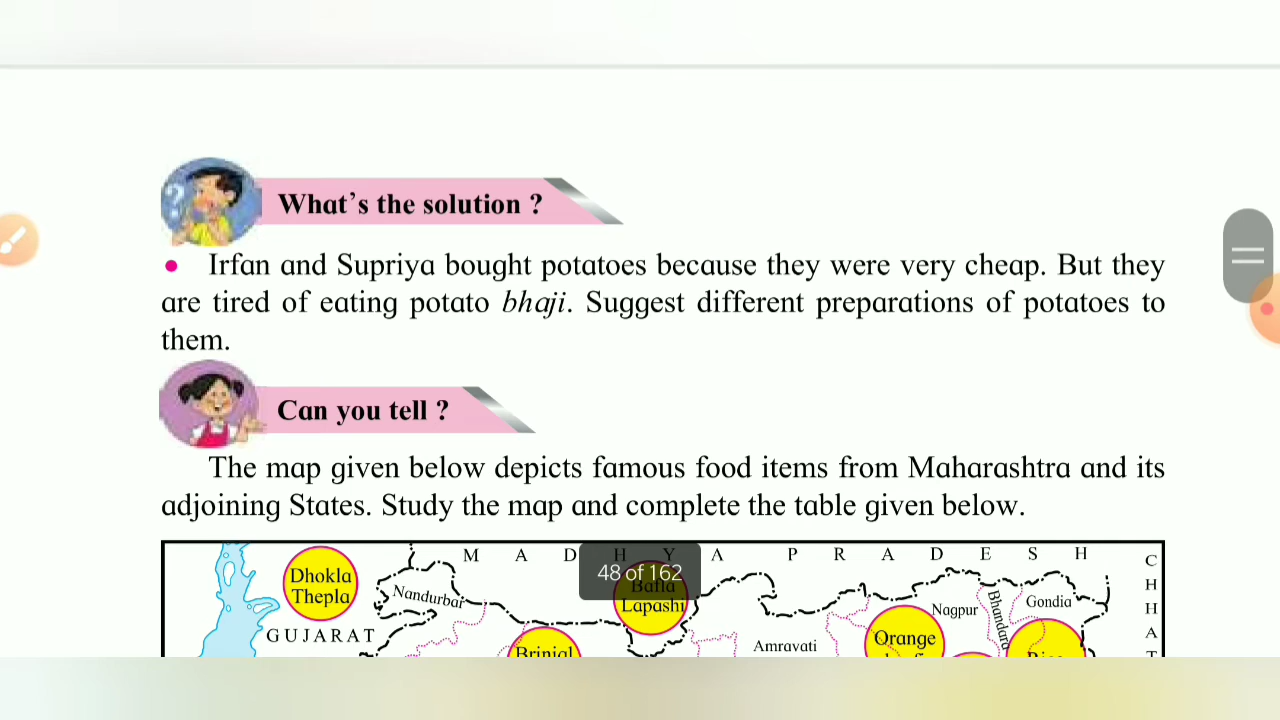 What's the solution ?
• Irfan and Supriya bought potatoes because they were very cheap. But they
are tired of eating potato bhaji. Suggest different preparations of potatoes to
them.
Can you tell ?
The map given below depicts famous food items from Maharashtra and its
adjoining States. Study the map and complete the table given below.
M A D H Y A P R A D E S H
C
H
H
A
T
Dhokla
Thepla
Nandurbar
48 of 162
Bafla
Lapashi
Nagpur
Bhandara
Gondia
GUJARAT
Amravati
Orange
Brinjal